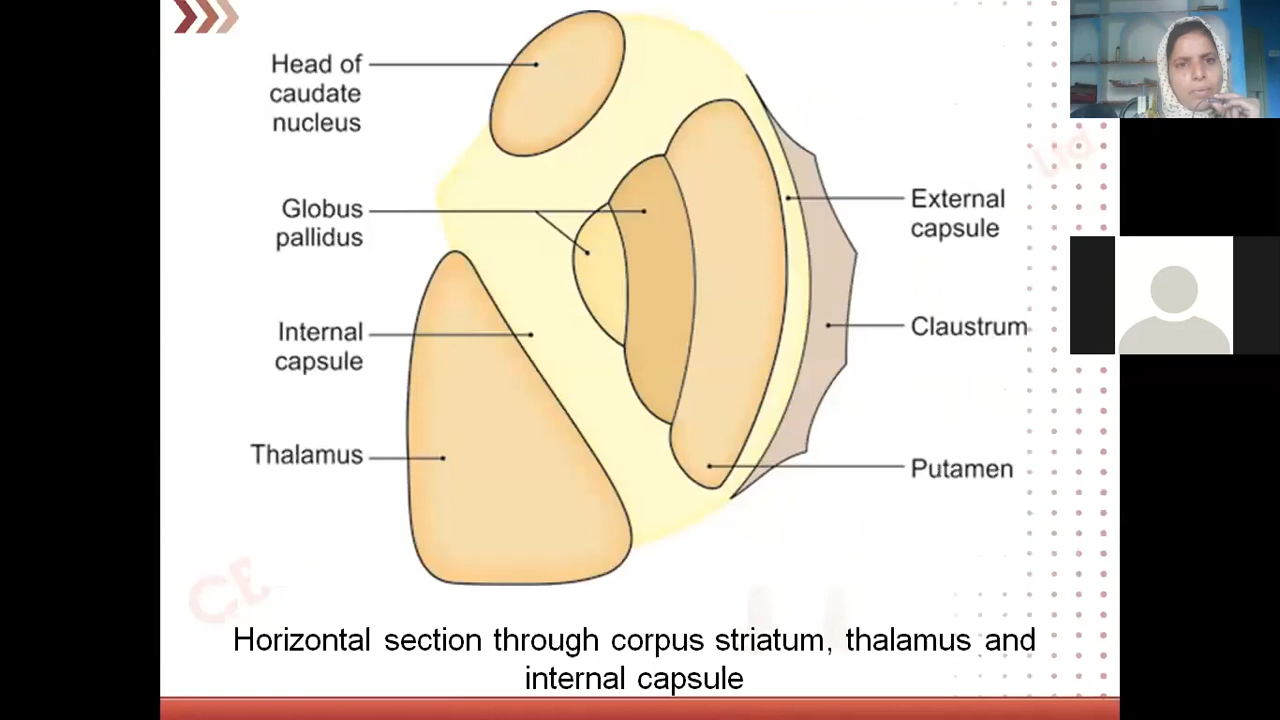 Head of
caudate
nucleus
Globus
pallidus
Internal
capsule
Thalamus
External
capsule
Claustrum
Putamen
Horizontal section through corpus striatum, thalamus and
internal capsule